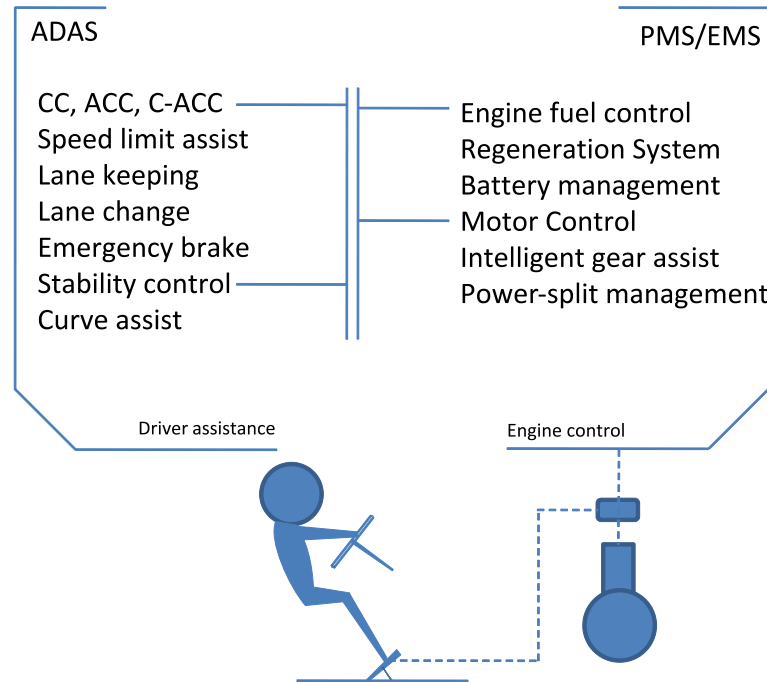 ADAS
PMS/EMS
CC, ACC, C-ACC
Speed limit assist
Lane keeping
Lane change
Emergency brake
Stability control
Curve assist
Engine fuel control
Regeneration System
Battery management
Motor Control
Intelligent gear assist
Power-split management
Driver assistance
Engine control